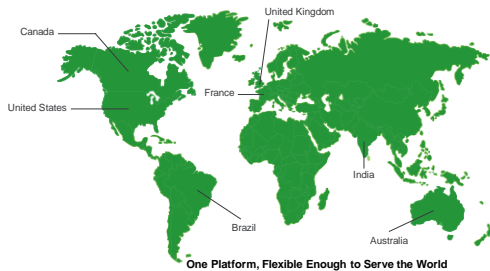 United Kingdom
Canada
France
United States
India
Brazil
Australia
One Platform, Flexible Enough to Serve the World